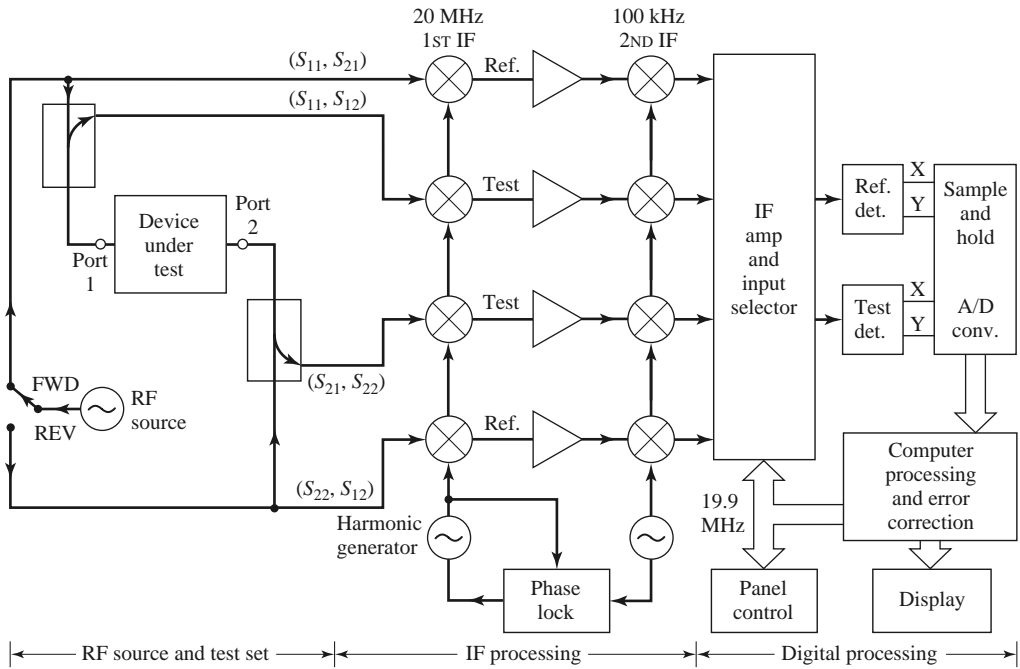 20 MHz
1ST IF
100 kHz
2ND IF
(S11, S21)
Ref.
(S11, S12)
Test
Device
under
test
Port
2
Port
1
IF
amp
and
input
selector
Ref.
det.
X
Y
Sample
and
hold
Test
Test
det.
X
Y
A/D
conv.
(S21, S22)
FWD
REV
RF
source
Ref.
(S22, S12)
Harmonic
generator
Phase
lock
19.9
MHz
Computer
processing
and error
correction
Panel
control
Display
RF source and test set
IF processing
Digital processing